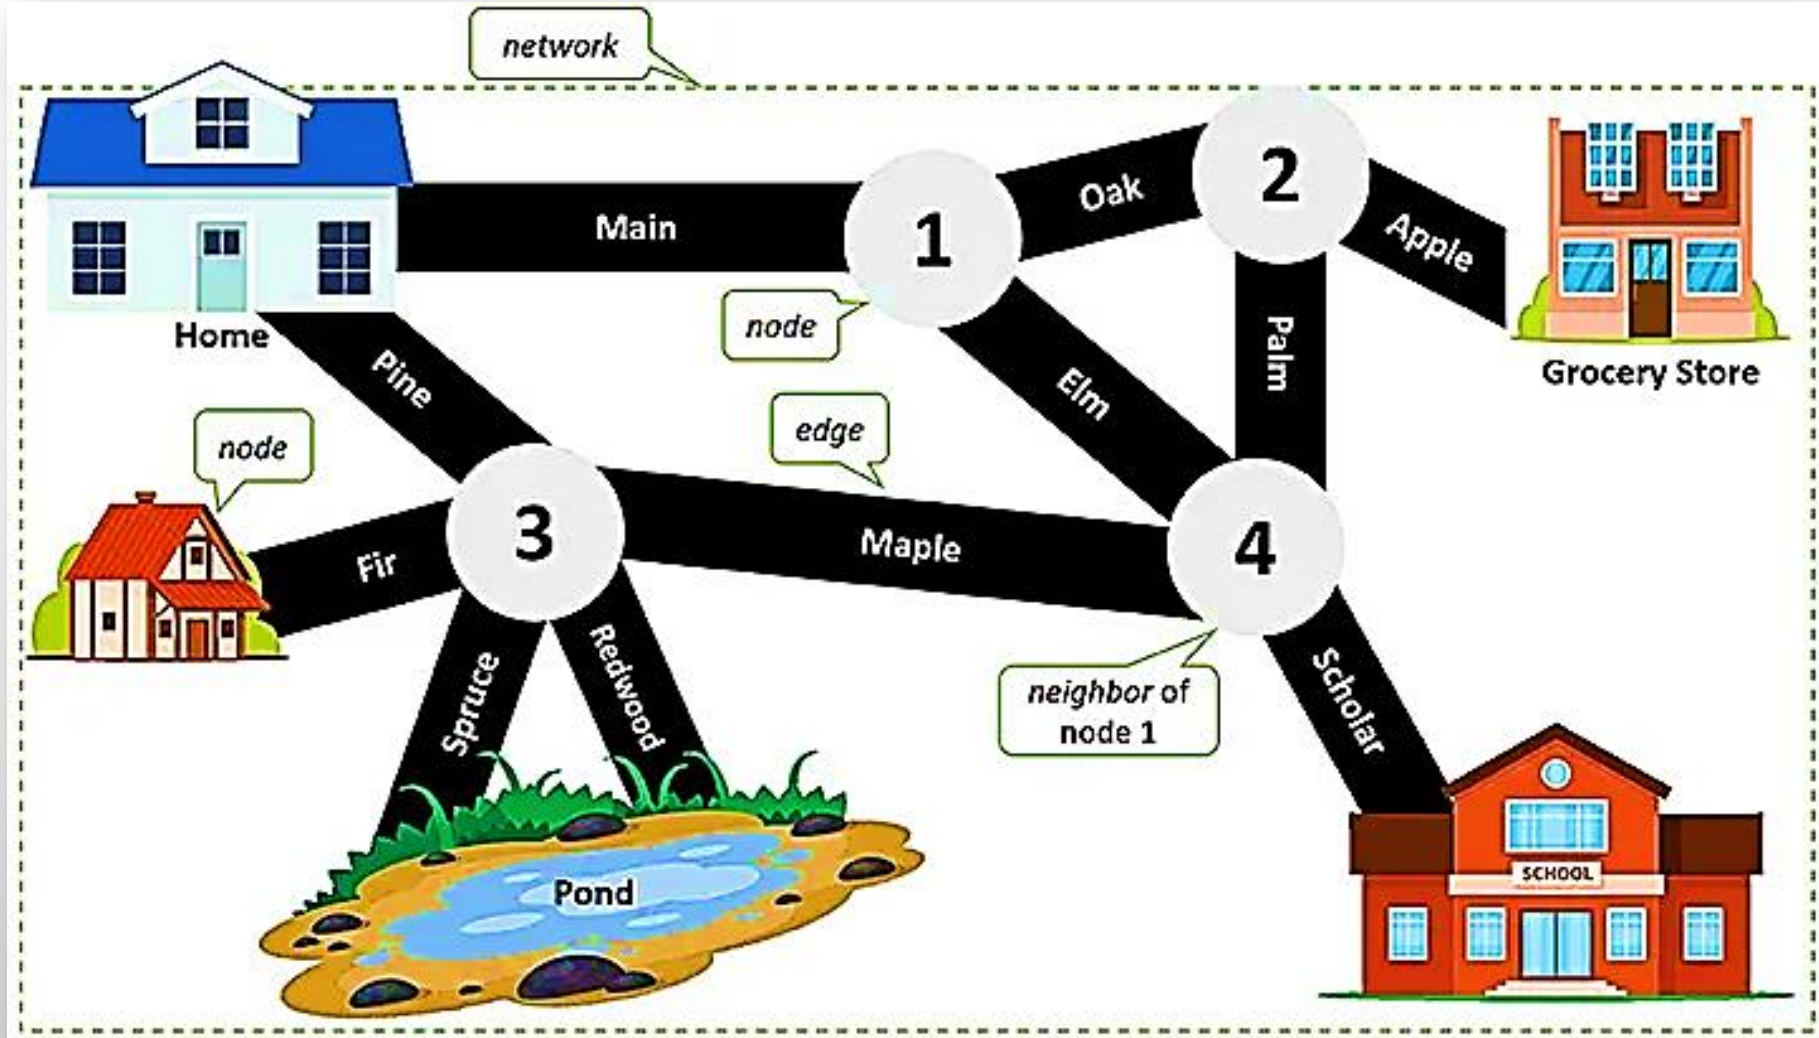 network
Main
1
Oak
2
Apple
node
Home
Pine
Palm
Grocery Store
Elm
edge
node
3
Maple
4
Fir
Spruce
Redwood
neighbor of
node 1
Scholar
SCHOOL
Pond